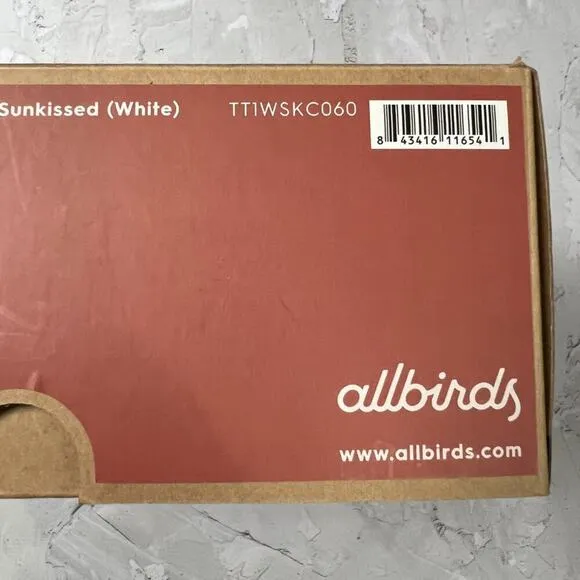 Sunkissed (White) TT1WSKC060
8 43416 11654 1
allbirds
www.allbirds.com